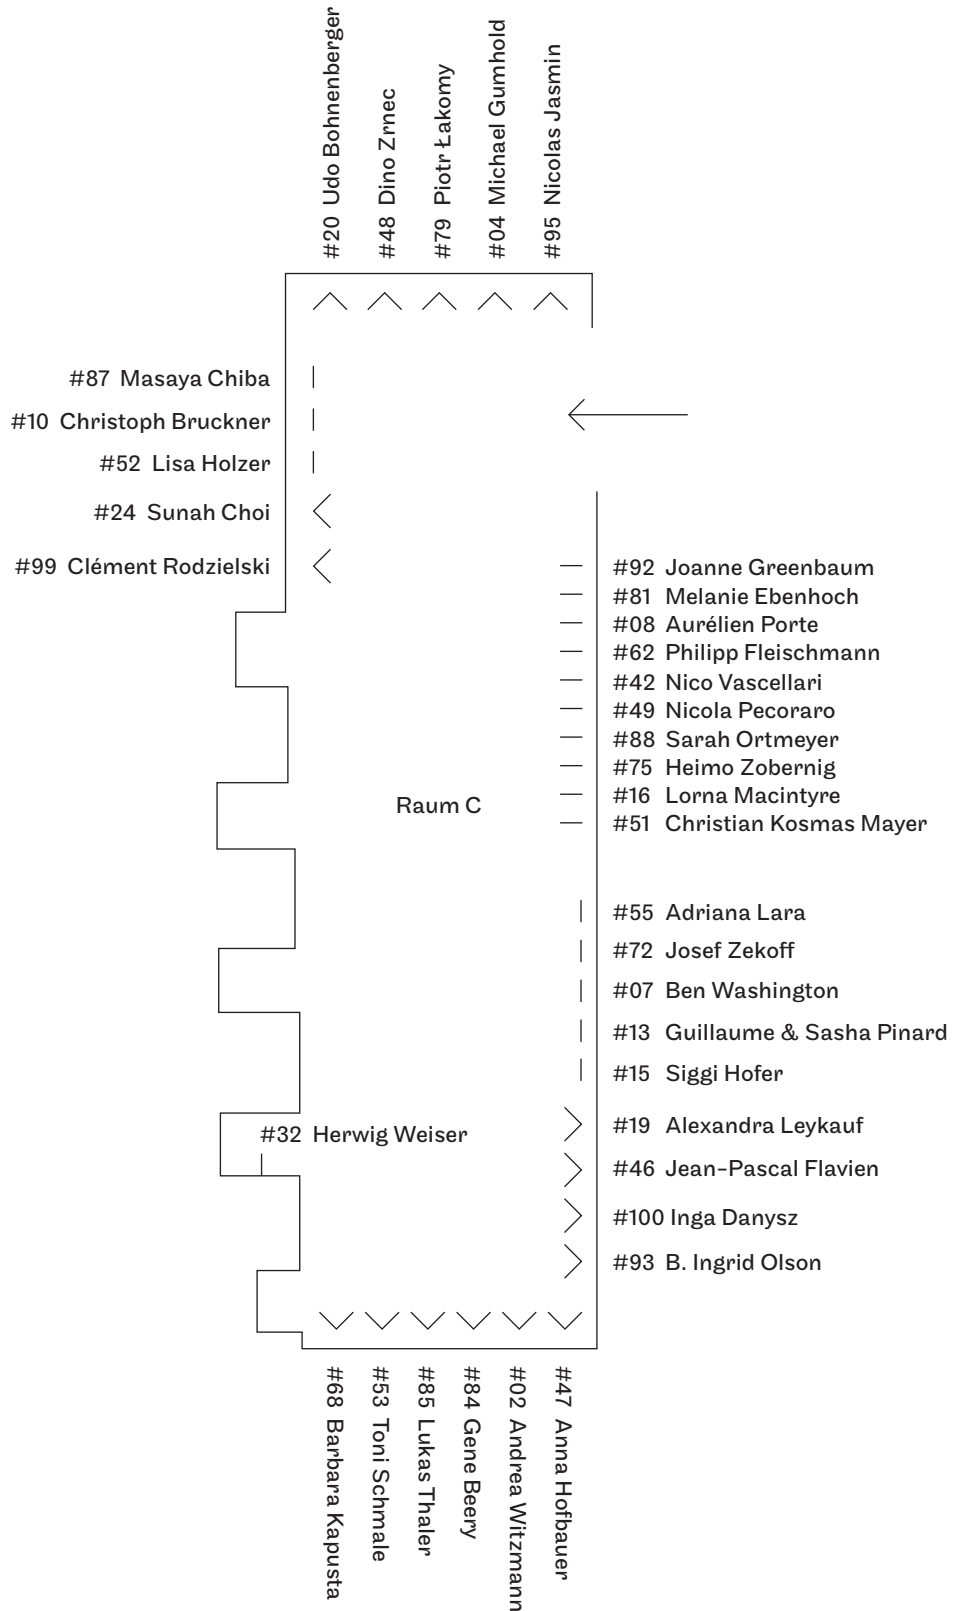 #20 Udo Bohnenberger
#48 Dino Zrnec
#79 Piotr Łakomy
#04 Michael Gumhold
#95 Nicolas Jasmin
#87 Masaya Chiba
#10 Christoph Bruckner
#52 Lisa Holzer
#24 Sunah Choi
#99 Clément Rodzielski
#92 Joanne Greenbaum
#81 Melanie Ebenhoch
#08 Aurélien Porte
#62 Philipp Fleischmann
#42 Nico Vascellari
#49 Nicola Pecoraro
#88 Sarah Ortmeyer
#75 Heimo Zobernig
#16 Lorna Macintyre
#51 Christian Kosmas Mayer
Raum C
#55 Adriana Lara
#72 Josef Zekoff
#07 Ben Washington
#13 Guillaume & Sasha Pinard
#15 Siggi Hofer
#19 Alexandra Leykauf
#32 Herwig Weiser
#46 Jean-Pascal Flavien
#100 Inga Danysz
#93 B. Ingrid Olson
#68 Barbara Kapusta
#53 Toni Schmale
#85 Lukas Thaler
#84 Gene Beery
#02 Andrea Witzmann
#47 Anna Hofbauer